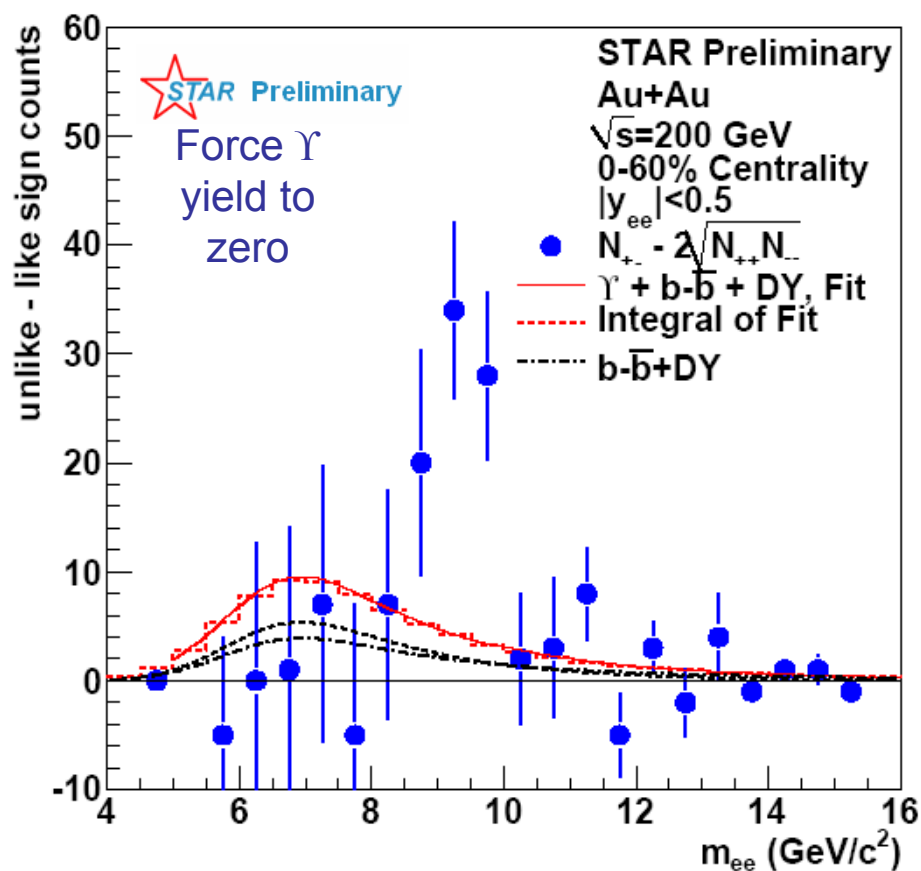 60
50
40
30
20
10
0
-10
4
6
8
10
12
14
16
unlike - like sign counts
m_ee (GeV/c²)
STAR Preliminary
Force ϒ
yield to
zero
STAR Preliminary
Au+Au
√s=200 GeV
0-60% Centrality
|y_ee|<0.5
N_+- - 2√N_++N_--
ϒ + b-b̅ + DY, Fit
Integral of Fit
b-b̅+DY